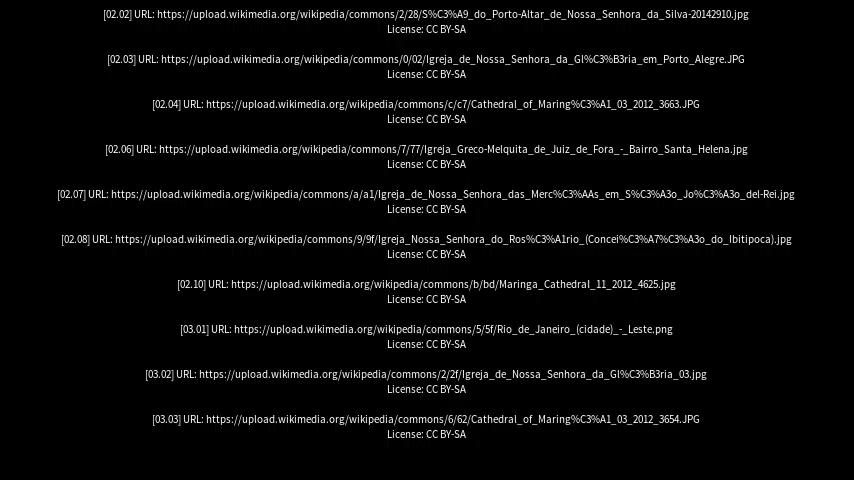 [02.02] URL: https://upload.wikimedia.org/wikipedia/commons/2/28/S%C3%A9_do_Porto-Altar_de_Nossa_Senhora_da_Silva-20142910.jpg
License: CC BY-SA
[02.03] URL: https://upload.wikimedia.org/wikipedia/commons/0/02/Igreja_de_Nossa_Senhora_da_Gl%C3%B3ria_em_Porto_Alegre.JPG
License: CC BY-SA
[02.04] URL: https://upload.wikimedia.org/wikipedia/commons/c/c7/Cathedral_of_Maring%C3%A1_03_2012_3663.JPG
License: CC BY-SA
[02.06] URL: https://upload.wikimedia.org/wikipedia/commons/7/77/Igreja_Greco-Melquita_de_Juiz_de_Fora_-_Bairro_Santa_Helena.jpg
License: CC BY-SA
[02.07] URL: https://upload.wikimedia.org/wikipedia/commons/a/a1/Igreja_de_Nossa_Senhora_das_Merc%C3%AAs_em_S%C3%A3o_Jo%C3%A3o_del-Rei.jpg
License: CC BY-SA
[02.08] URL: https://upload.wikimedia.org/wikipedia/commons/9/9f/Igreja_Nossa_Senhora_do_Ros%C3%A1rio_(Concei%C3%A7%C3%A3o_do_Ibitipoca).jpg
License: CC BY-SA
[02.10] URL: https://upload.wikimedia.org/wikipedia/commons/b/bd/Maringa_Cathedral_11_2012_4625.jpg
License: CC BY-SA
[03.01] URL: https://upload.wikimedia.org/wikipedia/commons/5/5f/Rio_de_Janeiro_(cidade)_-_Leste.png
License: CC BY-SA
[03.02] URL: https://upload.wikimedia.org/wikipedia/commons/2/2f/Igreja_de_Nossa_Senhora_da_Gl%C3%B3ria_03.jpg
License: CC BY-SA
[03.03] URL: https://upload.wikimedia.org/wikipedia/commons/6/62/Cathedral_of_Maring%C3%A1_03_2012_3654.JPG
License: CC BY-SA